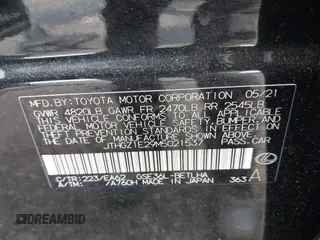 MFD.BY:TOYOTA MOTOR CORPORATION 05/21
GVWR 4820LB GAWR FR 2470LB RR 2545LB
THIS VEHICLE CONFORMS TO ALL APPLICABLE
FEDERAL MOTOR VEHICLE SAFETY, BUMPER, AND
THEFT PREVENTION STANDARDS IN EFFECT ON
THE DATE OF MANUFACTURE SHOWN ABOVE.
JTHGZ1E29M5021537 PASS.CAR
C/TR:223/EA62 GSE36L-BETLHA
A/TM: /A760H MADE IN JAPAN 363 A
DIDAUTOBID